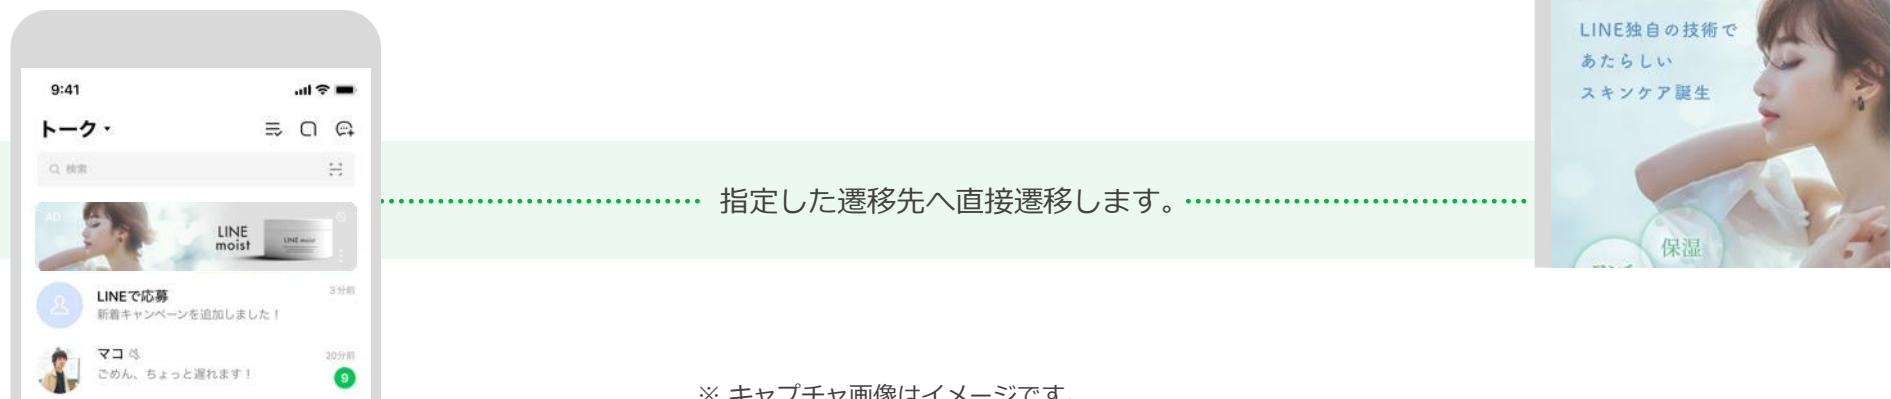 9:41
トーク
検索
AD
LINE
moist
LINE moist
LINEで応募
3分前
新着キャンペーンを追加しました!
マコ
20分前
ごめん、ちょっと遅れます!
9
指定した遷移先へ直接遷移します。
※ キャプチャ画像はイメージです。
LINE独自の技術で
あたらしい
スキンケア誕生
保湿